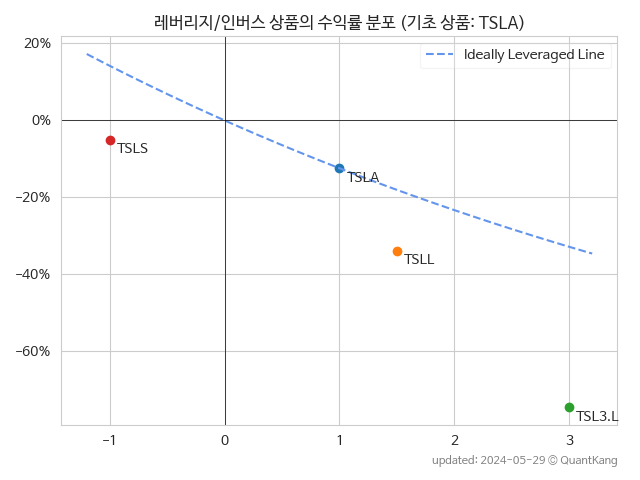 레버리지/인버스 상품의 수익률 분포 (기초 상품: TSLA)
20%
Ideally Leveraged Line
0%
TSLS
TSLA
−20%
TSLL
−40%
−60%
TSL3.L
−1 0 1 2 3
updated: 2024-05-29 © QuantKang